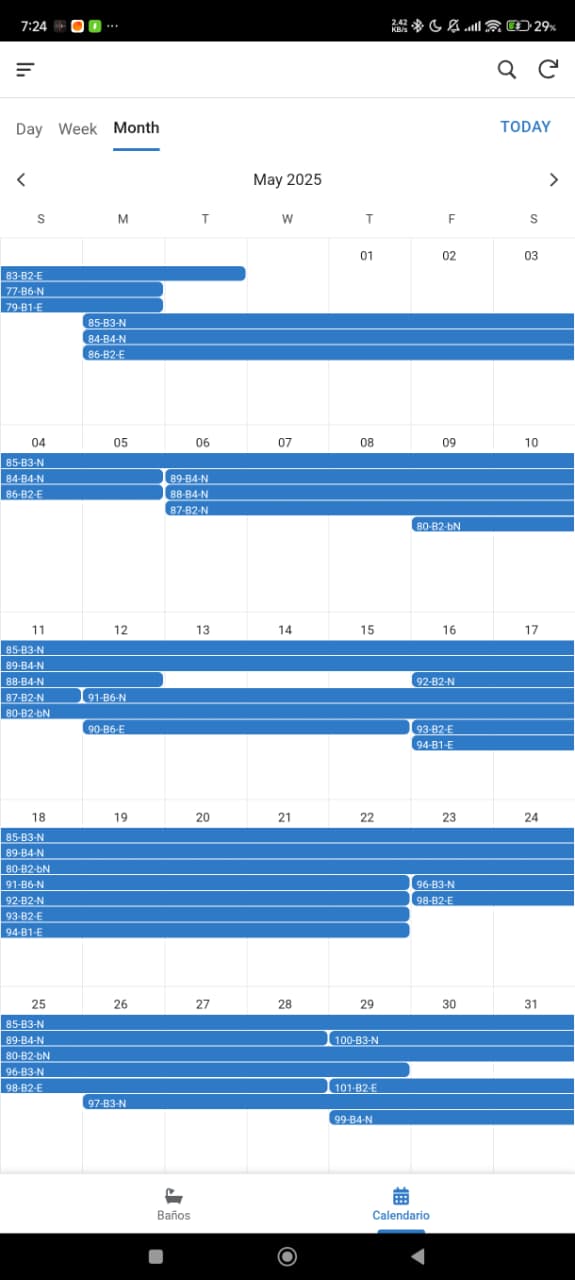 7:24 ... 2.42 KB/s 29%
Day Week Month TODAY
May 2025
S M T W T F S
01 02 03
83-B2-E
77-B6-N
79-B1-E
85-B3-N
84-B4-N
86-B2-E
04 05 06 07 08 09 10
85-B3-N
84-B4-N 89-B4-N
86-B2-E 88-B4-N
87-B2-N
80-B2-bN
11 12 13 14 15 16 17
85-B3-N
89-B4-N
88-B4-N 92-B2-N
87-B2-N 91-B6-N
80-B2-bN
90-B6-E 93-B2-E
94-B1-E
18 19 20 21 22 23 24
85-B3-N
89-B4-N
80-B2-bN
91-B6-N 96-B3-N
92-B2-N 98-B2-E
93-B2-E
94-B1-E
25 26 27 28 29 30 31
85-B3-N
89-B4-N 100-B3-N
80-B2-bN
96-B3-N
98-B2-E 101-B2-E
97-B3-N
99-B4-N
Baños Calendario